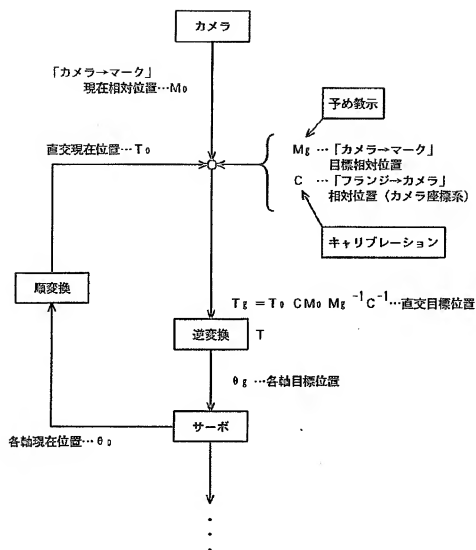 カメラ
「カメラ→マーク」
現在相対位置…M₀
予め教示
直交現在位置…T₀
Mg…「カメラ→マーク」
目標相対位置
C …「フランジ→カメラ」
相対位置（カメラ座標系）
キャリブレーション
順変換
Tg＝T₀ CM₀ Mg⁻¹C⁻¹…直交目標位置
逆変換 T
θg…各軸目標位置
サーボ
各軸現在位置…θ₀